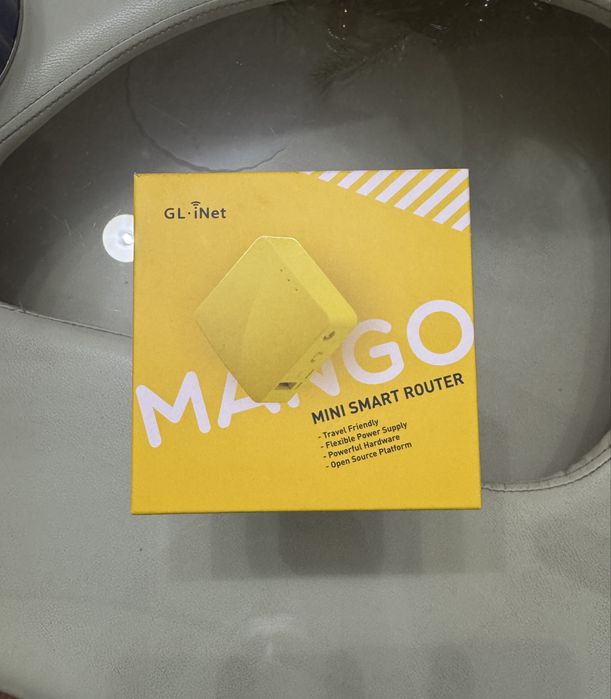 GL·iNet
MANGO
MINI SMART ROUTER
- Travel Friendly
- Flexible Power Supply
- Powerful Hardware
- Open Source Platform